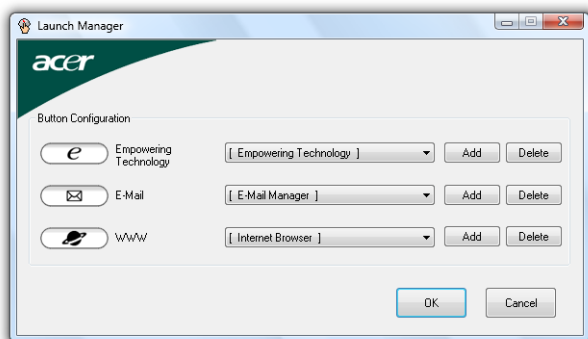 Launch Manager
acer
Button Configuration
e
Empowering
Technology
[ Empowering Technology ]
Add
Delete
E-Mail
[ E-Mail Manager ]
Add
Delete
WWW
[ Internet Browser ]
Add
Delete
OK
Cancel